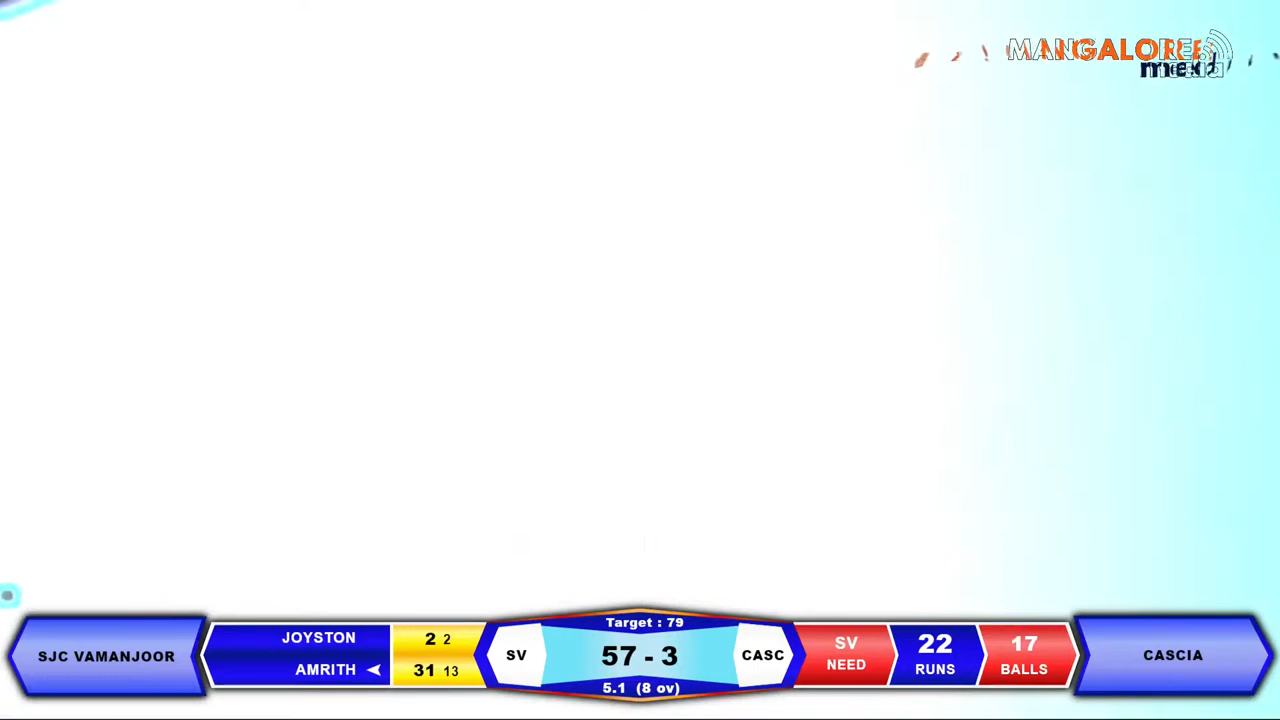 MANGALORE
media
Target : 79
SJC VAMANJOOR
JOYSTON 2 2
AMRITH 31 13
SV
57 - 3
CASC
5.1 (8 ov)
SV NEED
22 RUNS
17 BALLS
CASCIA